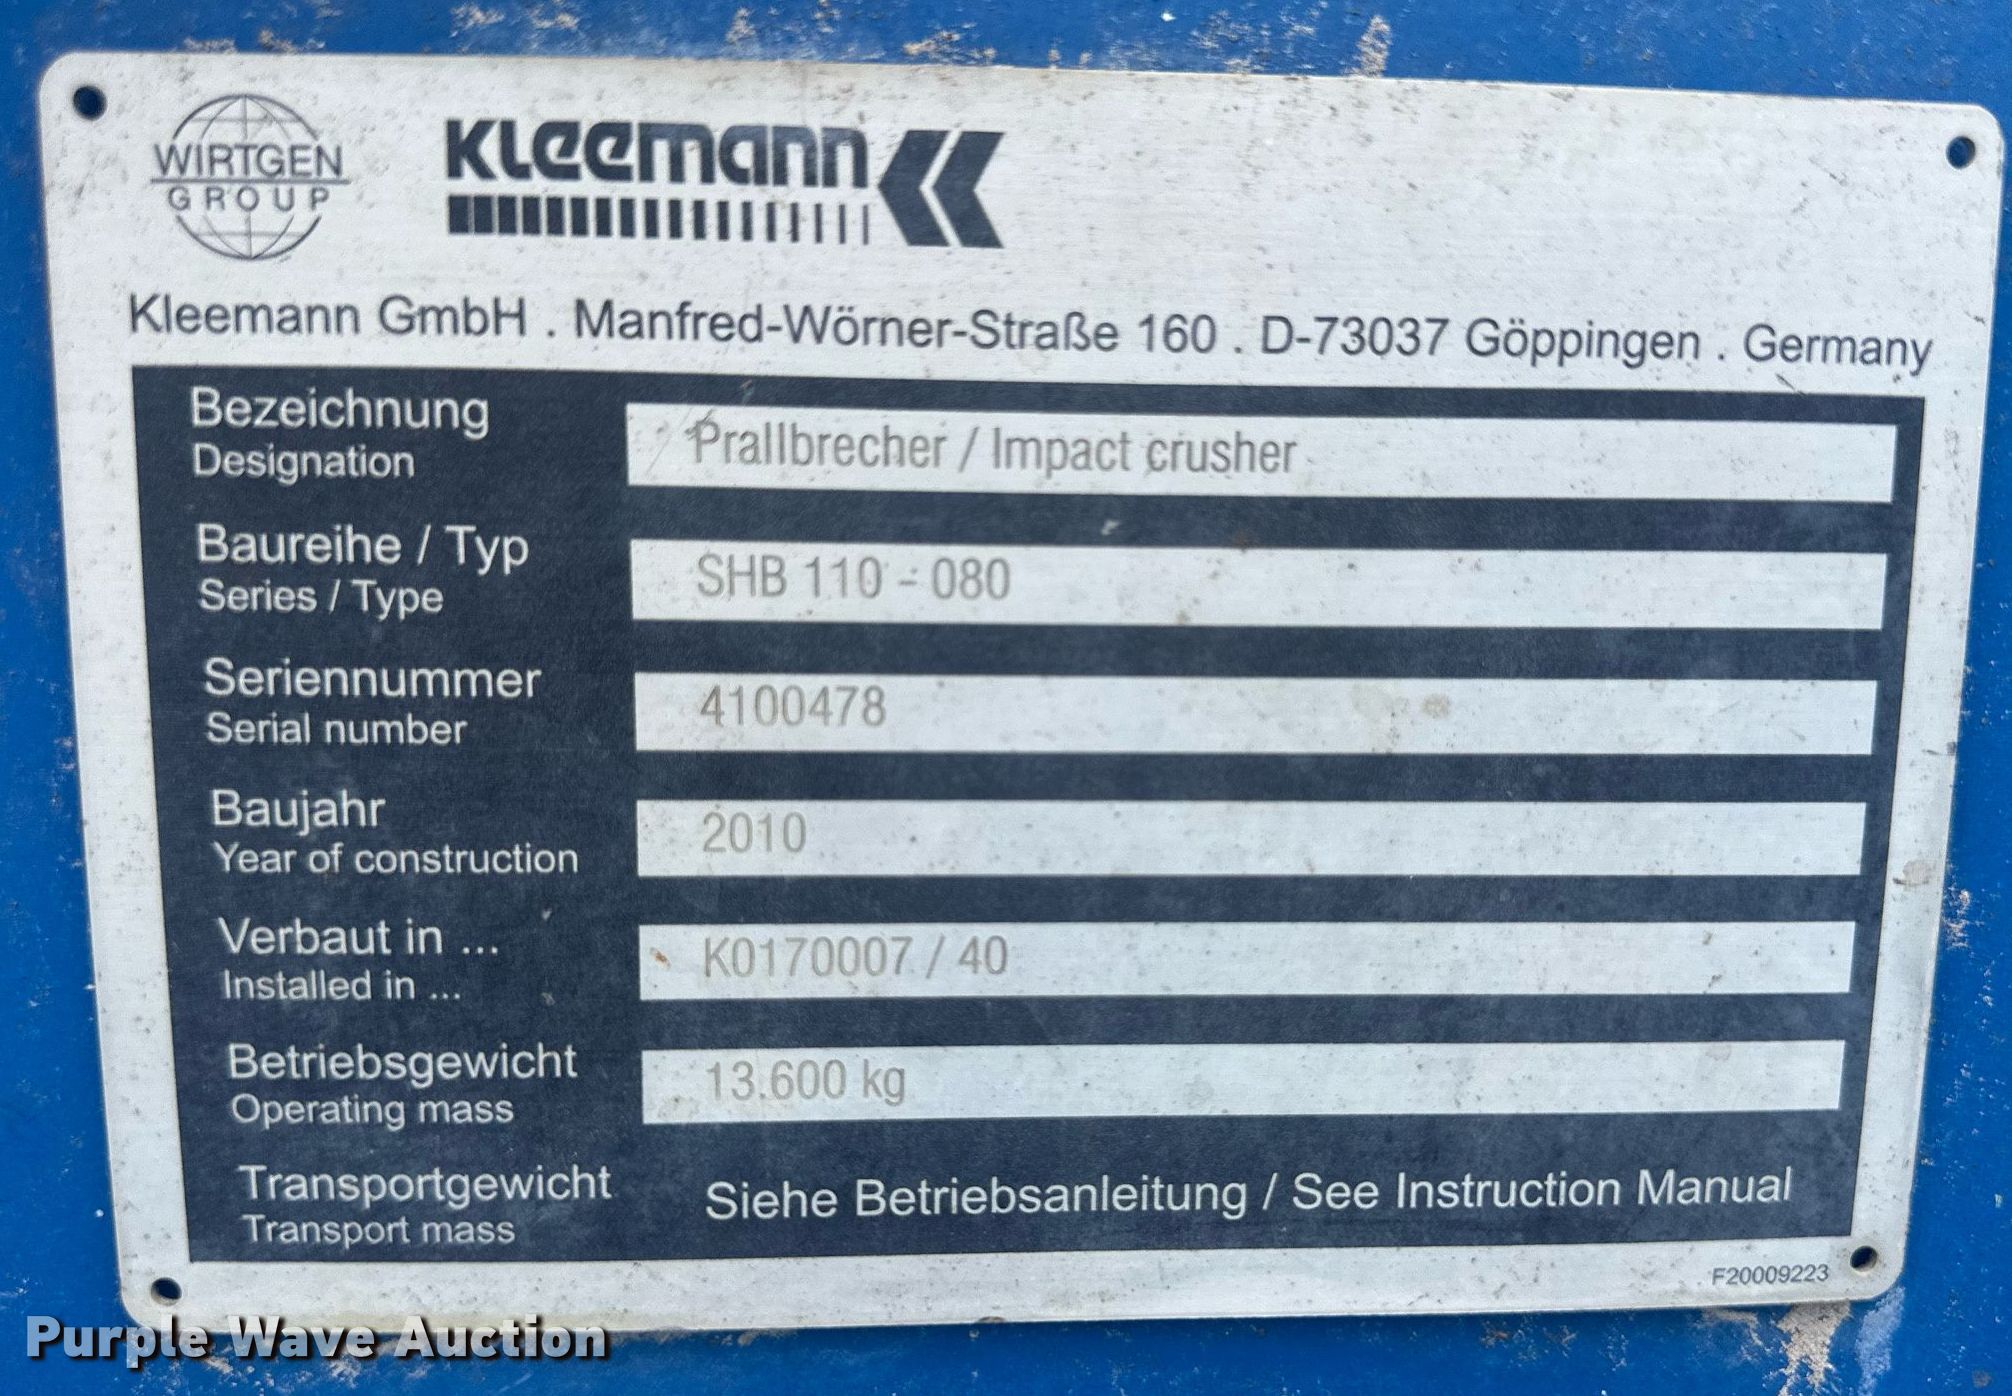 WIRTGEN
GROUP
Kleemann
Kleemann GmbH . Manfred-Wörner-Straße 160 . D-73037 Göppingen . Germany
Bezeichnung
Designation
Prallbrecher / Impact crusher
Baureihe / Typ
Series / Type
SHB 110 - 080
Seriennummer
Serial number
4100478
Baujahr
Year of construction
2010
Verbaut in ...
Installed in ...
K0170007 / 40
Betriebsgewicht
Operating mass
13.600 kg
Transportgewicht
Transport mass
Siehe Betriebsanleitung / See Instruction Manual
F20009223
Purple Wave Auction